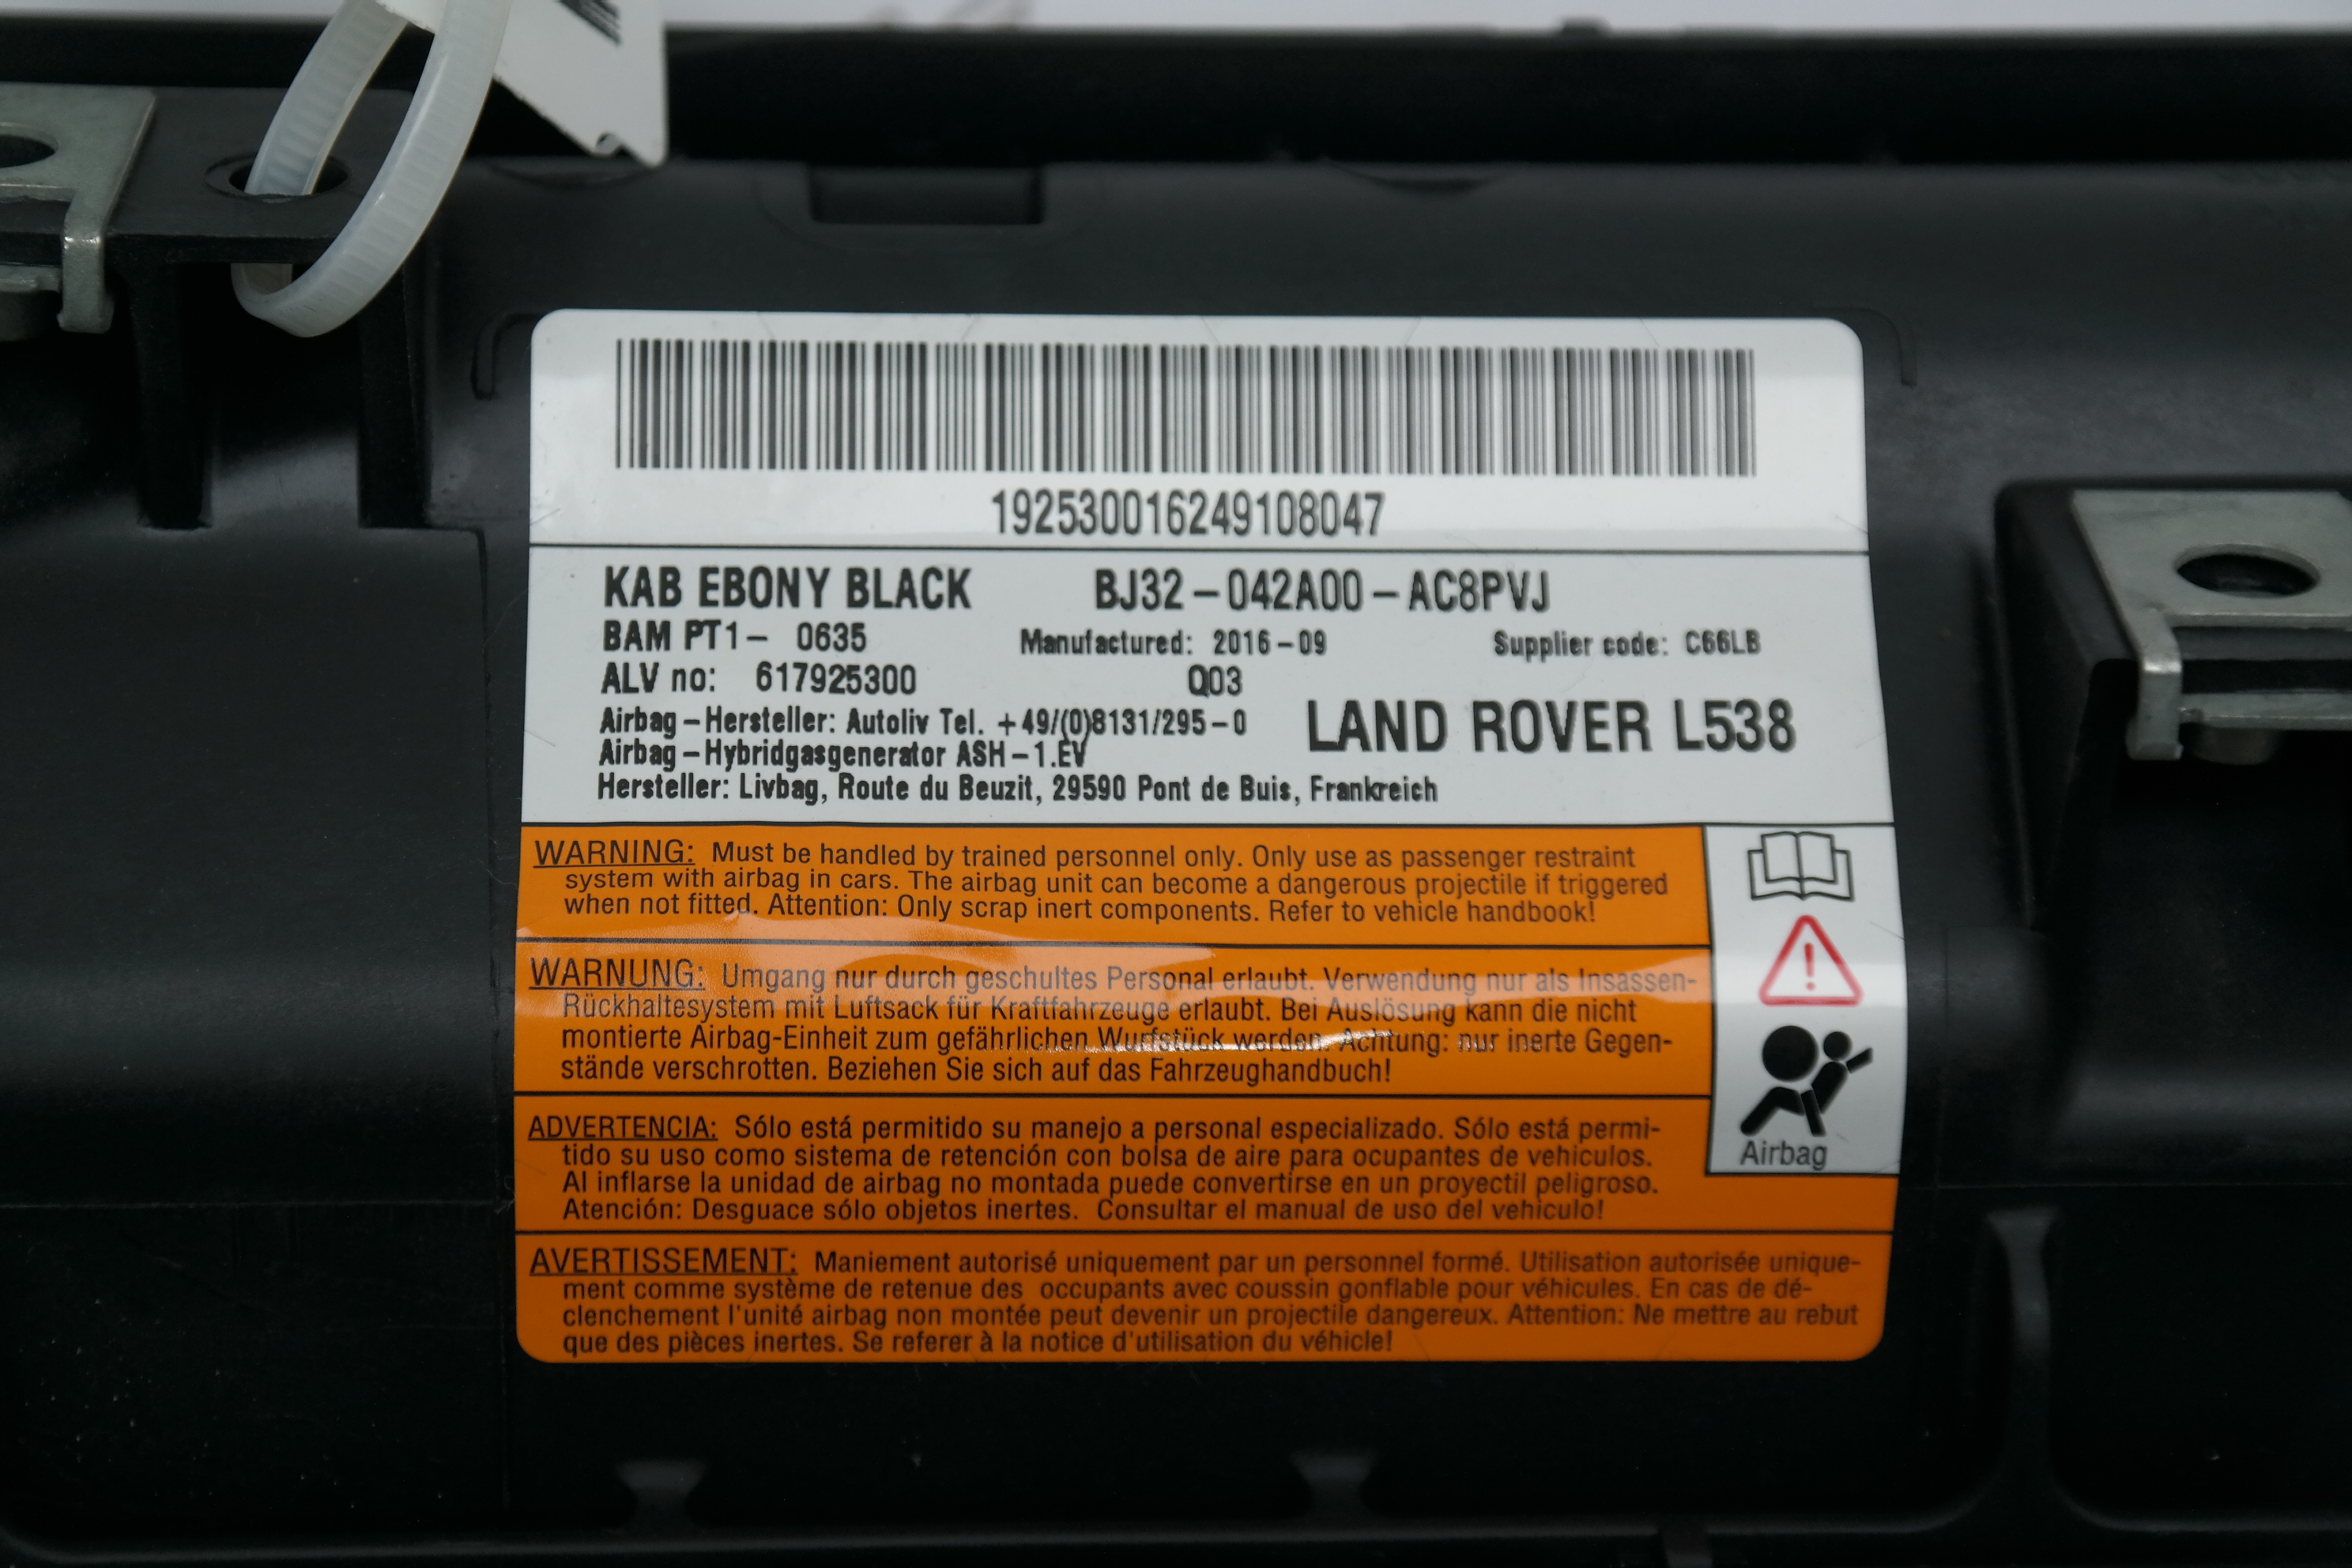 192530016249108047
KAB EBONY BLACK BJ32-042A00-AC8PVJ
BAM PT1- 0635 Manufactured: 2016-09 Supplier code: C66LB
ALV no: 617925300 Q03
Airbag-Hersteller: Autoliv Tel. +49/(0)8131/295-0
LAND ROVER L538
Airbag-Hybridgasgenerator ASH-1.EV
Hersteller: Livbag, Route du Beuzit, 29590 Pont de Buis, Frankreich
WARNING: Must be handled by trained personnel only. Only use as passenger restraint
system with airbag in cars. The airbag unit can become a dangerous projectile if triggered
when not fitted. Attention: Only scrap inert components. Refer to vehicle handbook!
WARNUNG: Umgang nur durch geschultes Personal erlaubt. Verwendung nur als Insassen-
Rückhaltesystem mit Luftsack für Kraftfahrzeuge erlaubt. Bei Auslösung kann die nicht
montierte Airbag-Einheit zum gefährlichen Wurfstück werden. Achtung: nur inerte Gegen-
stände verschrotten. Beziehen Sie sich auf das Fahrzeughandbuch!
ADVERTENCIA: Sólo está permitido su manejo a personal especializado. Sólo está permi-
tido su uso como sistema de retención con bolsa de aire para ocupantes de vehiculos.
Al inflarse la unidad de airbag no montada puede convertirse en un proyectil peligroso.
Atención: Desguace sólo objetos inertes. Consultar el manual de uso del vehiculo!
Airbag
AVERTISSEMENT: Maniement autorisé uniquement par un personnel formé. Utilisation autorisée unique-
ment comme système de retenue des occupants avec coussin gonflable pour véhicules. En cas de dé-
clenchement l'unité airbag non montée peut devenir un projectile dangereux. Attention: Ne mettre au rebut
que des pièces inertes. Se referer à la notice d'utilisation du véhicle!